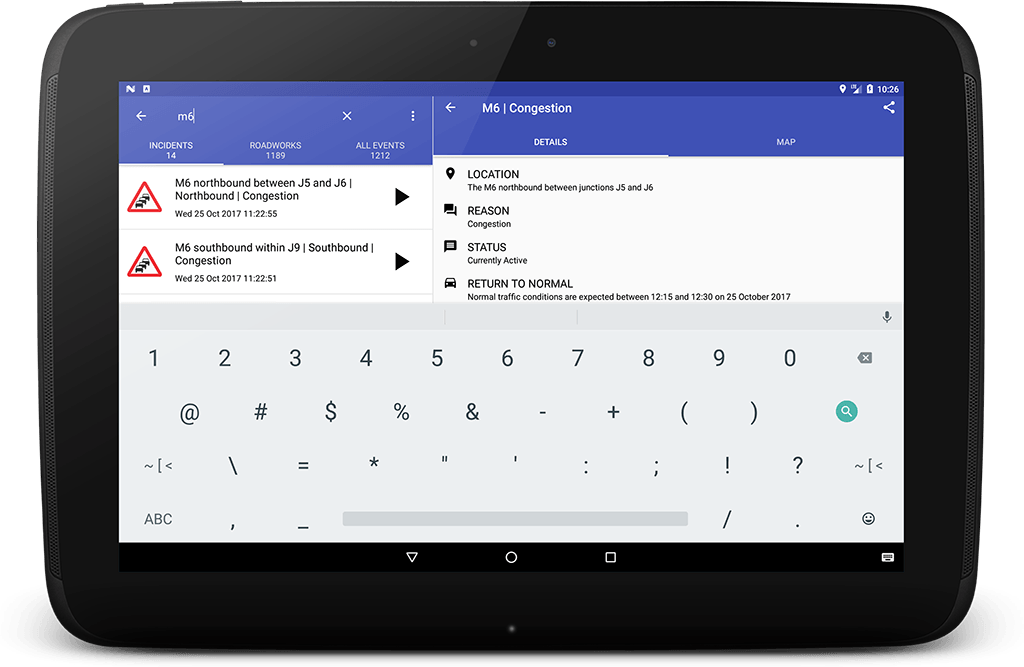 10:26
m6
INCIDENTS
14
ROADWORKS
1189
ALL EVENTS
1212
M6 northbound between J5 and J6 |
Northbound | Congestion
Wed 25 Oct 2017 11:22:55
M6 southbound within J9 | Southbound |
Congestion
Wed 25 Oct 2017 11:22:51
M6 | Congestion
DETAILS
MAP
LOCATION
The M6 northbound between junctions J5 and J6
REASON
Congestion
STATUS
Currently Active
RETURN TO NORMAL
Normal traffic conditions are expected between 12:15 and 12:30 on 25 October 2017
1 2 3 4 5 6 7 8 9 0
@ # $ % & - + ( )
~ [ < \ = * " ' : ; ! ? ~ [ <
ABC , _ / .